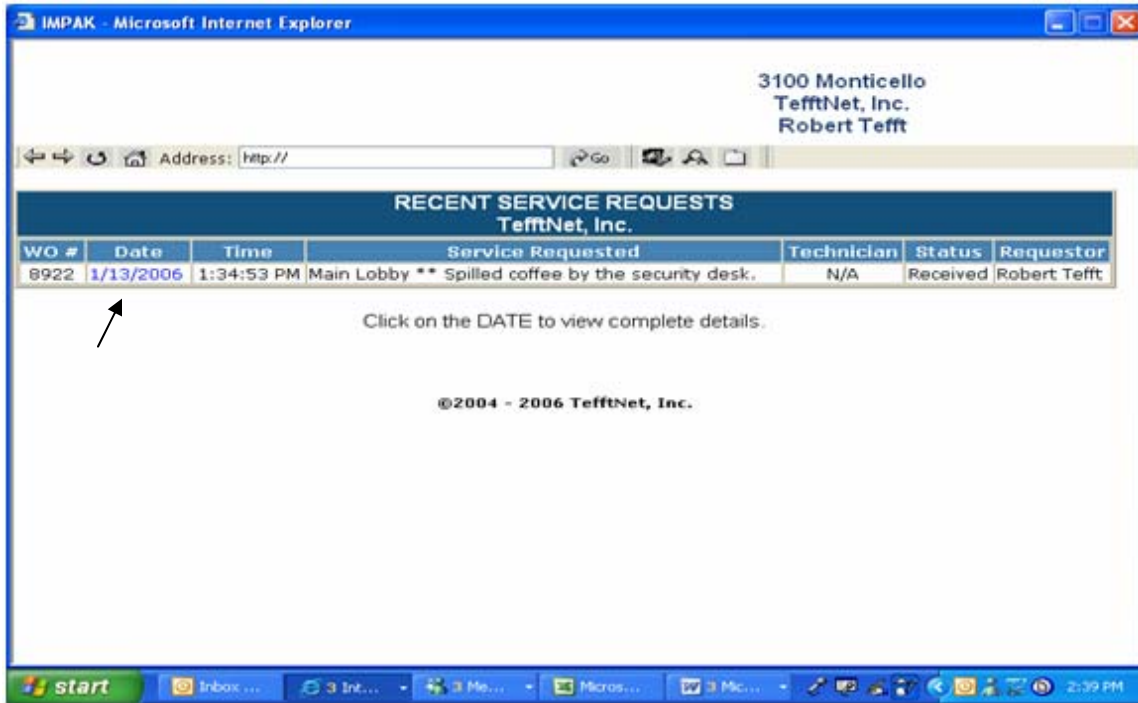 IMPAK - Microsoft Internet Explorer
3100 Monticello
TefftNet, Inc.
Robert Tefft
Address: http://
Go
RECENT SERVICE REQUESTS
TefftNet, Inc.
WO # Date Time Service Requested Technician Status Requestor
8922 1/13/2006 1:34:53 PM Main Lobby ** Spilled coffee by the security desk. N/A Received Robert Tefft
Click on the DATE to view complete details.
©2004 - 2006 TefftNet, Inc.
start Inbox ... 3 Int... 3 Me... Micros... 3 Mic... 2:39 PM